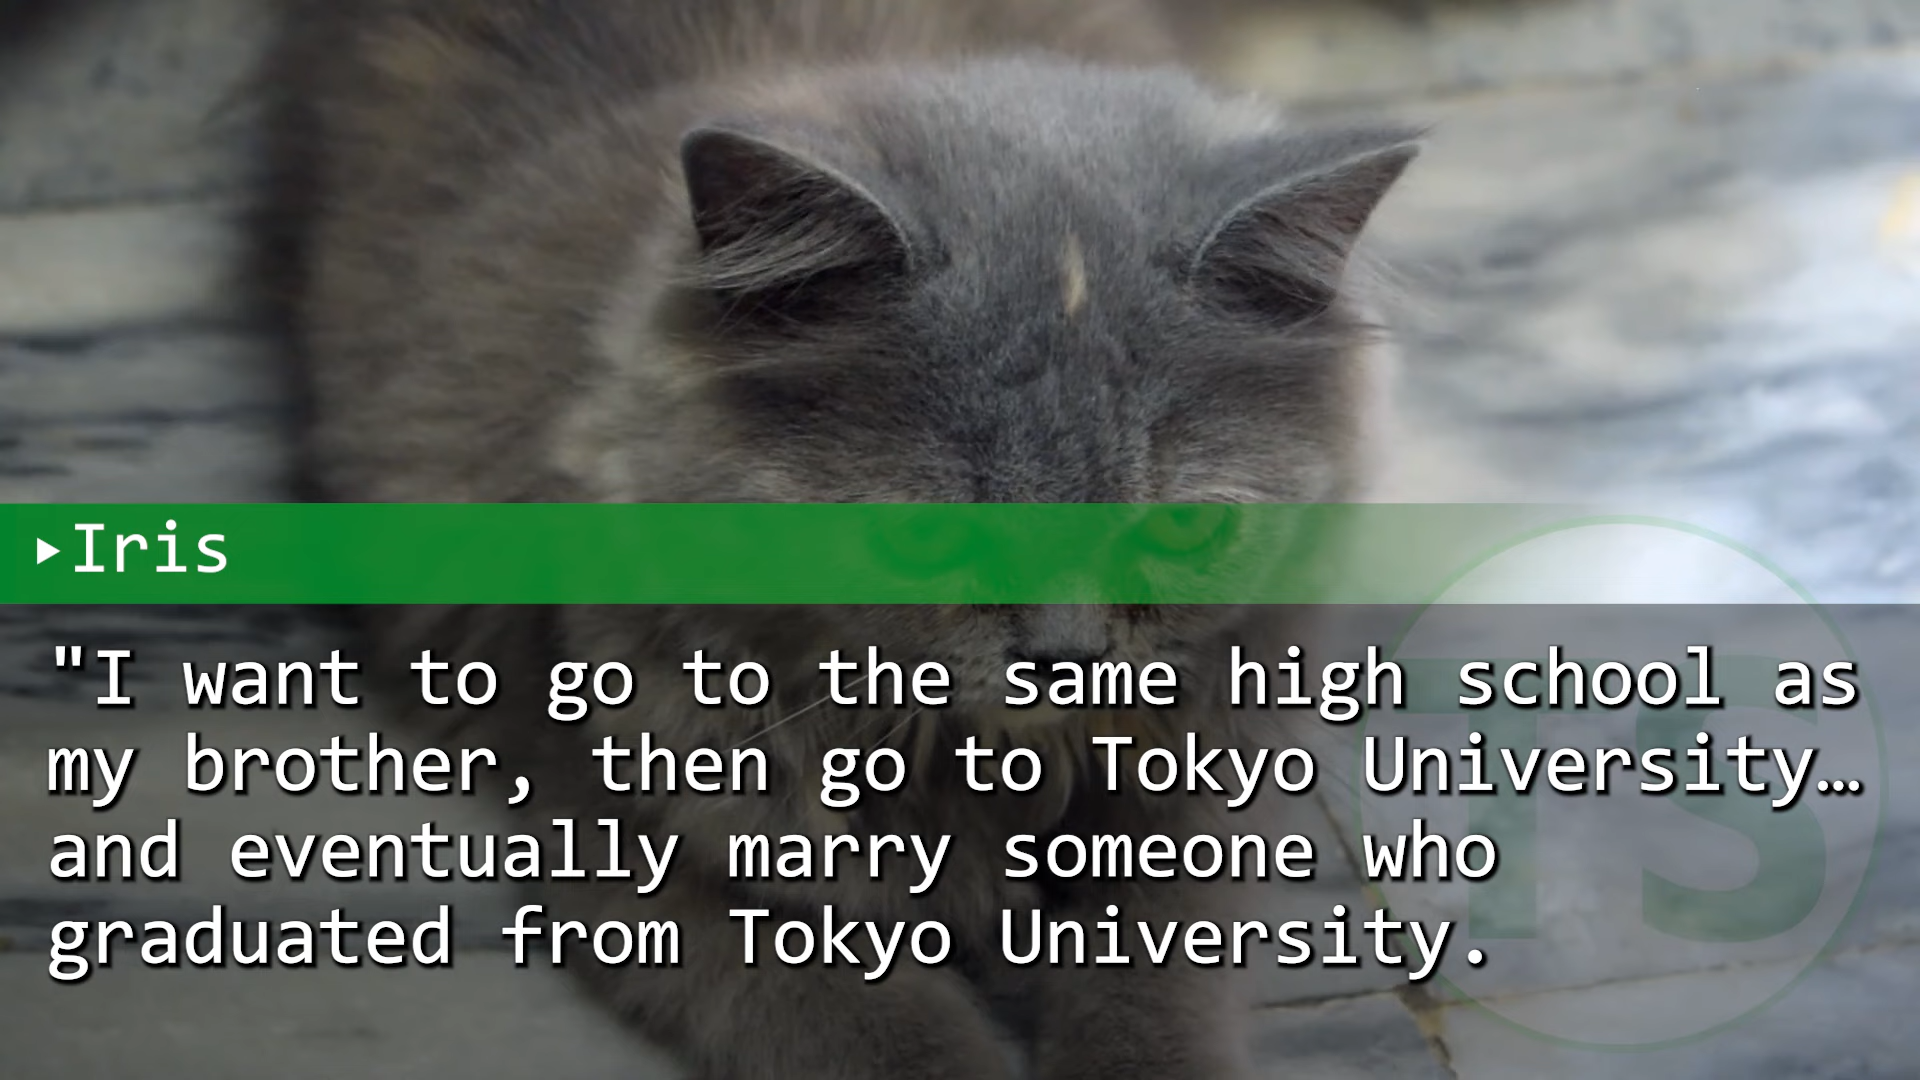 ▶Iris
"I want to go to the same high school as
my brother, then go to Tokyo University…
and eventually marry someone who
graduated from Tokyo University.
TS